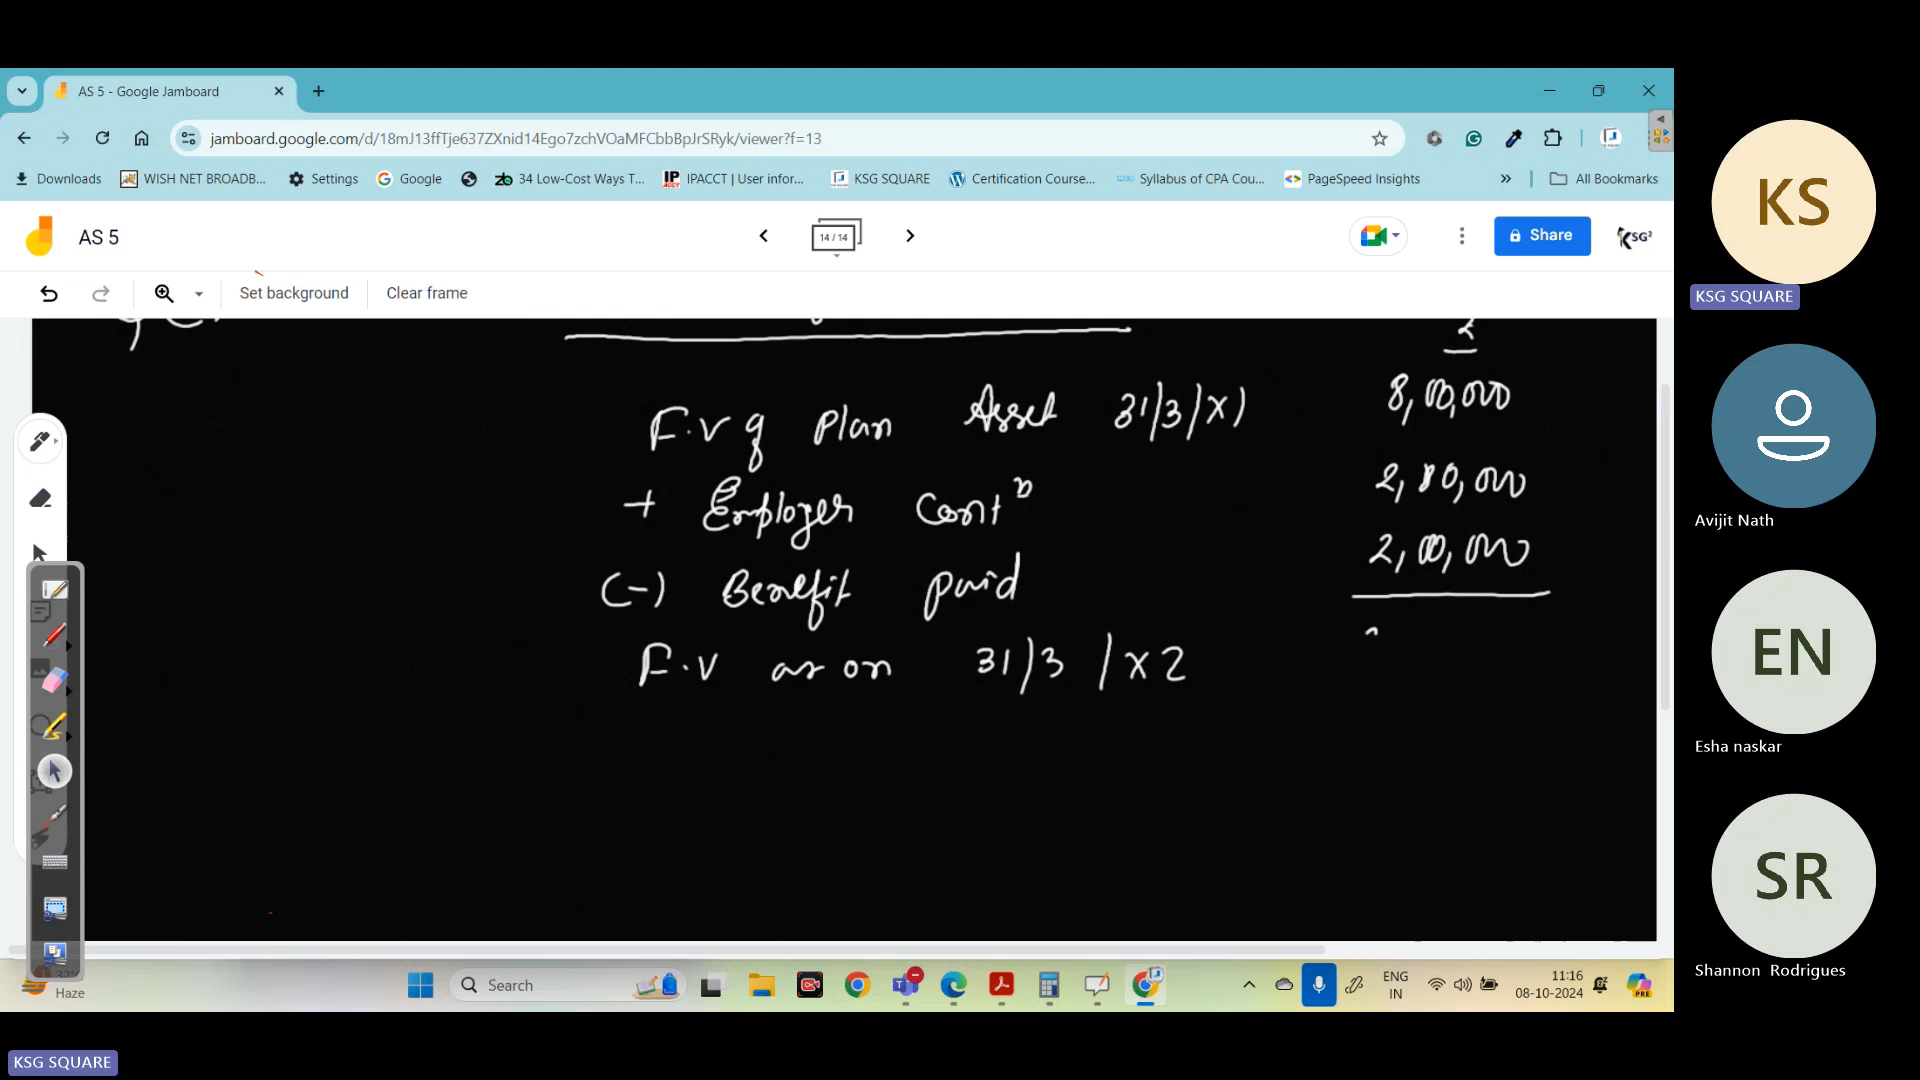 AS 5 - Google Jamboard
jamboard.google.com/d/18mJ13ffTje637ZXnid14Ego7zchVOaMFCbbBpJrSRyk/viewer?f=13
Downloads WISH NET BROADB... Settings Google 34 Low-Cost Ways T... IPACCT | User infor... KSG SQUARE Certification Course... Syllabus of CPA Cou... PageSpeed Insights » All Bookmarks
AS 5 14 / 14 Share KSG²
Set background Clear frame
F.V of Plan Asset 31/3/X1 8,00,000
+ Employer Contⁿ 2,80,000
(-) Benefit paid 2,00,000
F.V as on 31/3/X2
Haze Search ENG IN 11:16 08-10-2024
KS
KSG SQUARE
Avijit Nath
EN
Esha naskar
SR
Shannon Rodrigues
KSG SQUARE